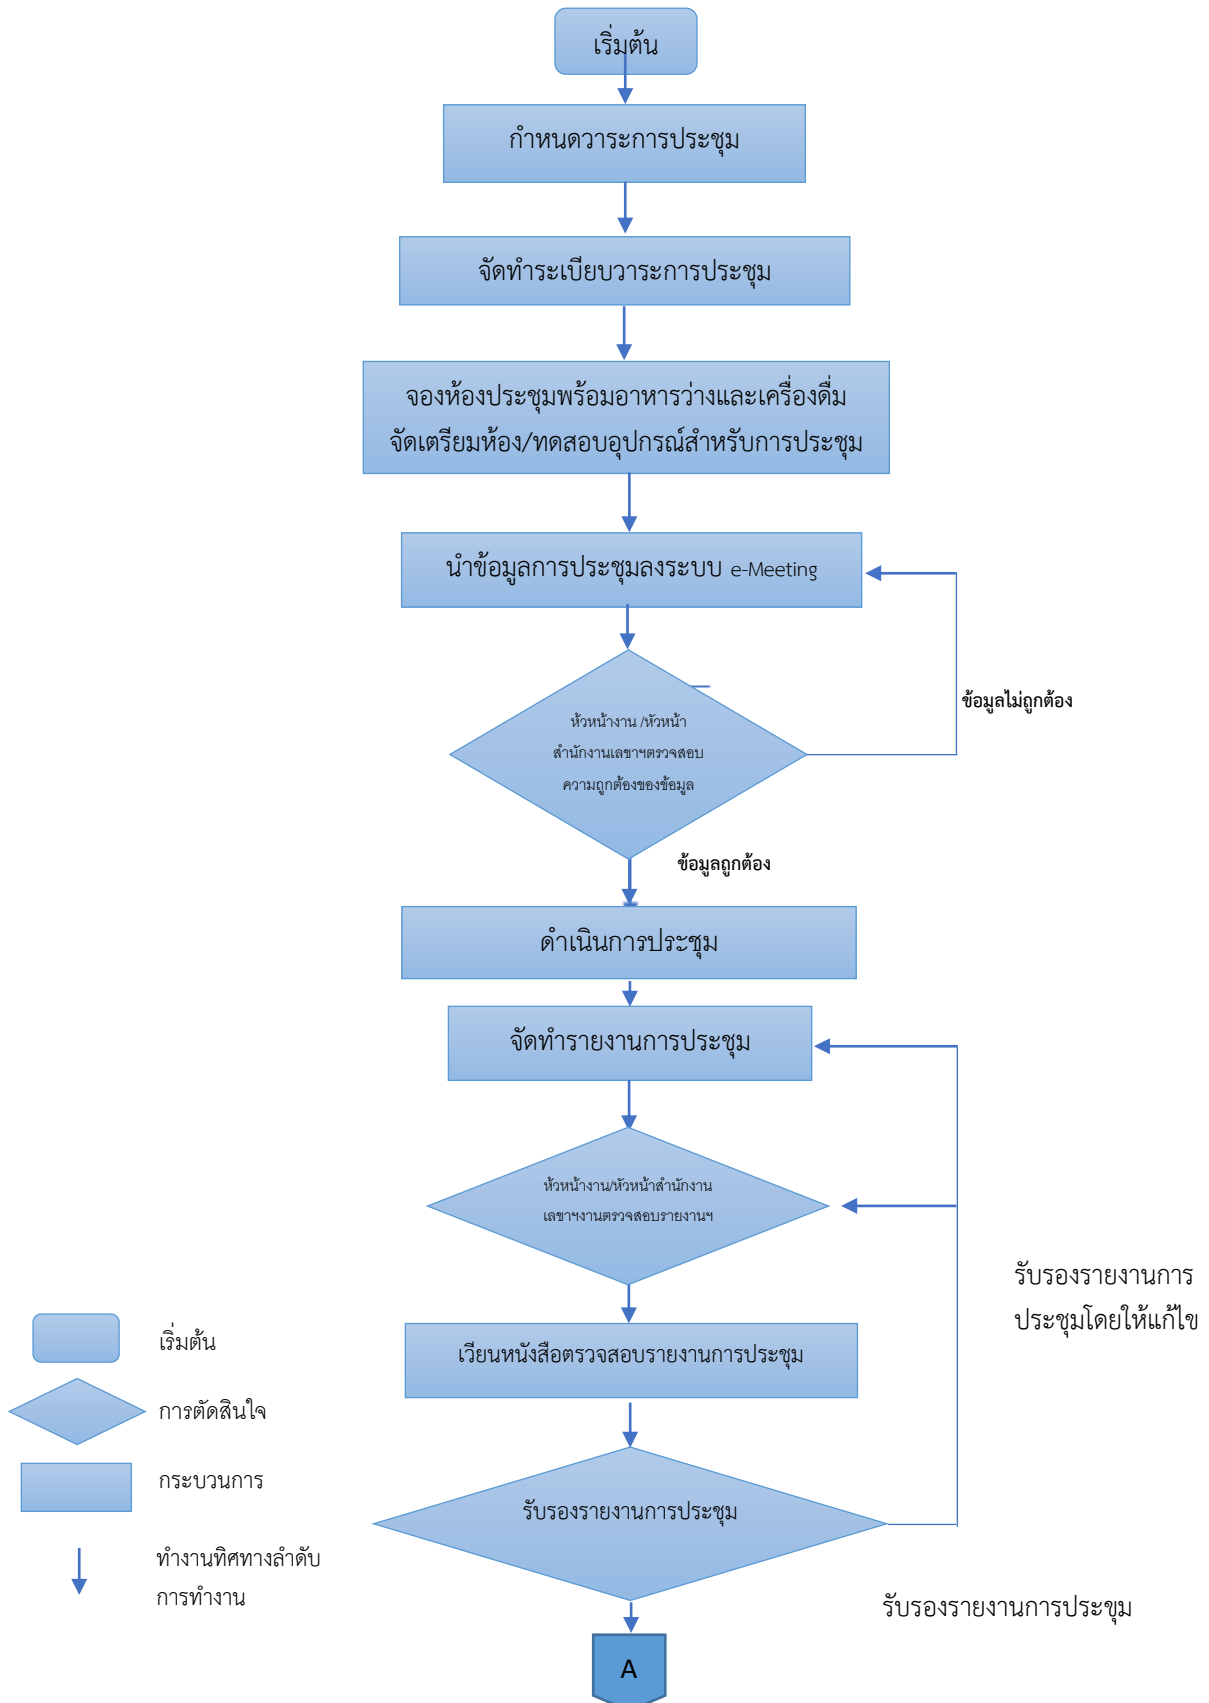 เริ่มต้น
กำหนดวาระการประชุม
จัดทำระเบียบวาระการประชุม
จองห้องประชุมพร้อมอาหารว่างและเครื่องดื่ม
จัดเตรียมห้อง/ทดสอบอุปกรณ์สำหรับการประชุม
นำข้อมูลการประชุมลงระบบ e-Meeting
ข้อมูลไม่ถูกต้อง
ห้วหน้างาน /หัวหน้า
สำนักงานเลขาฯตรวจสอบ
ความถูกต้องของข้อมูล
ข้อมูลถูกต้อง
ดำเนินการประชุม
จัดทำรายงานการประชุม
ห้วหน้างาน/หัวหน้าสำนักงาน
เลขาฯงานตรวจสอบรายงานฯ
รับรองรายงานการ
ประชุมโดยให้แก้ไข
เวียนหนังสือตรวจสอบรายงานการประชุม
รับรองรายงานการประชุม
รับรองรายงานการประขุม
A
เริ่มต้น
การตัดสินใจ
กระบวนการ
ทำงานทิศทางลำดับ
การทำงาน